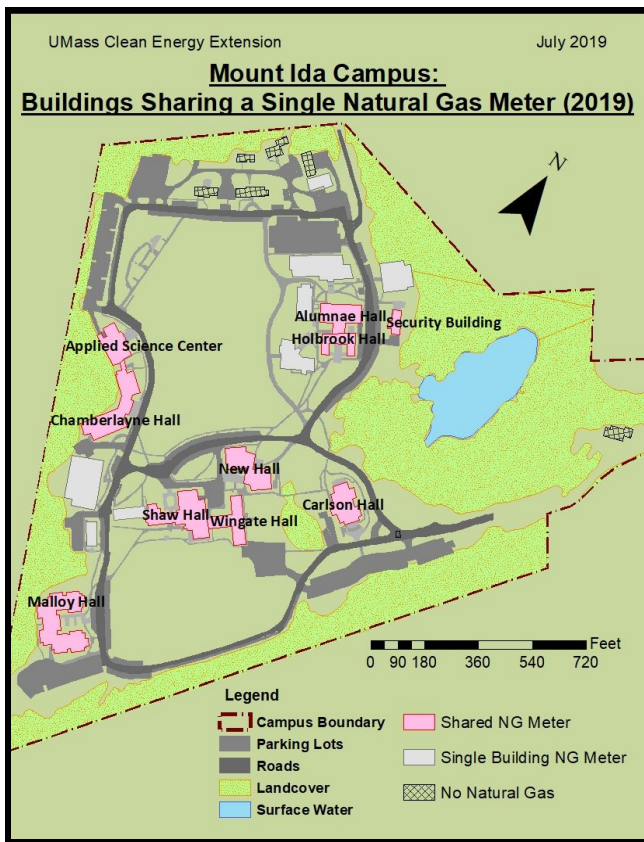 UMass Clean Energy Extension
July 2019
Mount Ida Campus:
Buildings Sharing a Single Natural Gas Meter (2019)
N
Alumnae Hall
Security Building
Holbrook Hall
Applied Science Center
Chamberlayne Hall
New Hall
Carlson Hall
Shaw Hall
Wingate Hall
Malloy Hall
Feet
0 90 180 360 540 720
Legend
Campus Boundary
Parking Lots
Roads
Landcover
Surface Water
Shared NG Meter
Single Building NG Meter
No Natural Gas